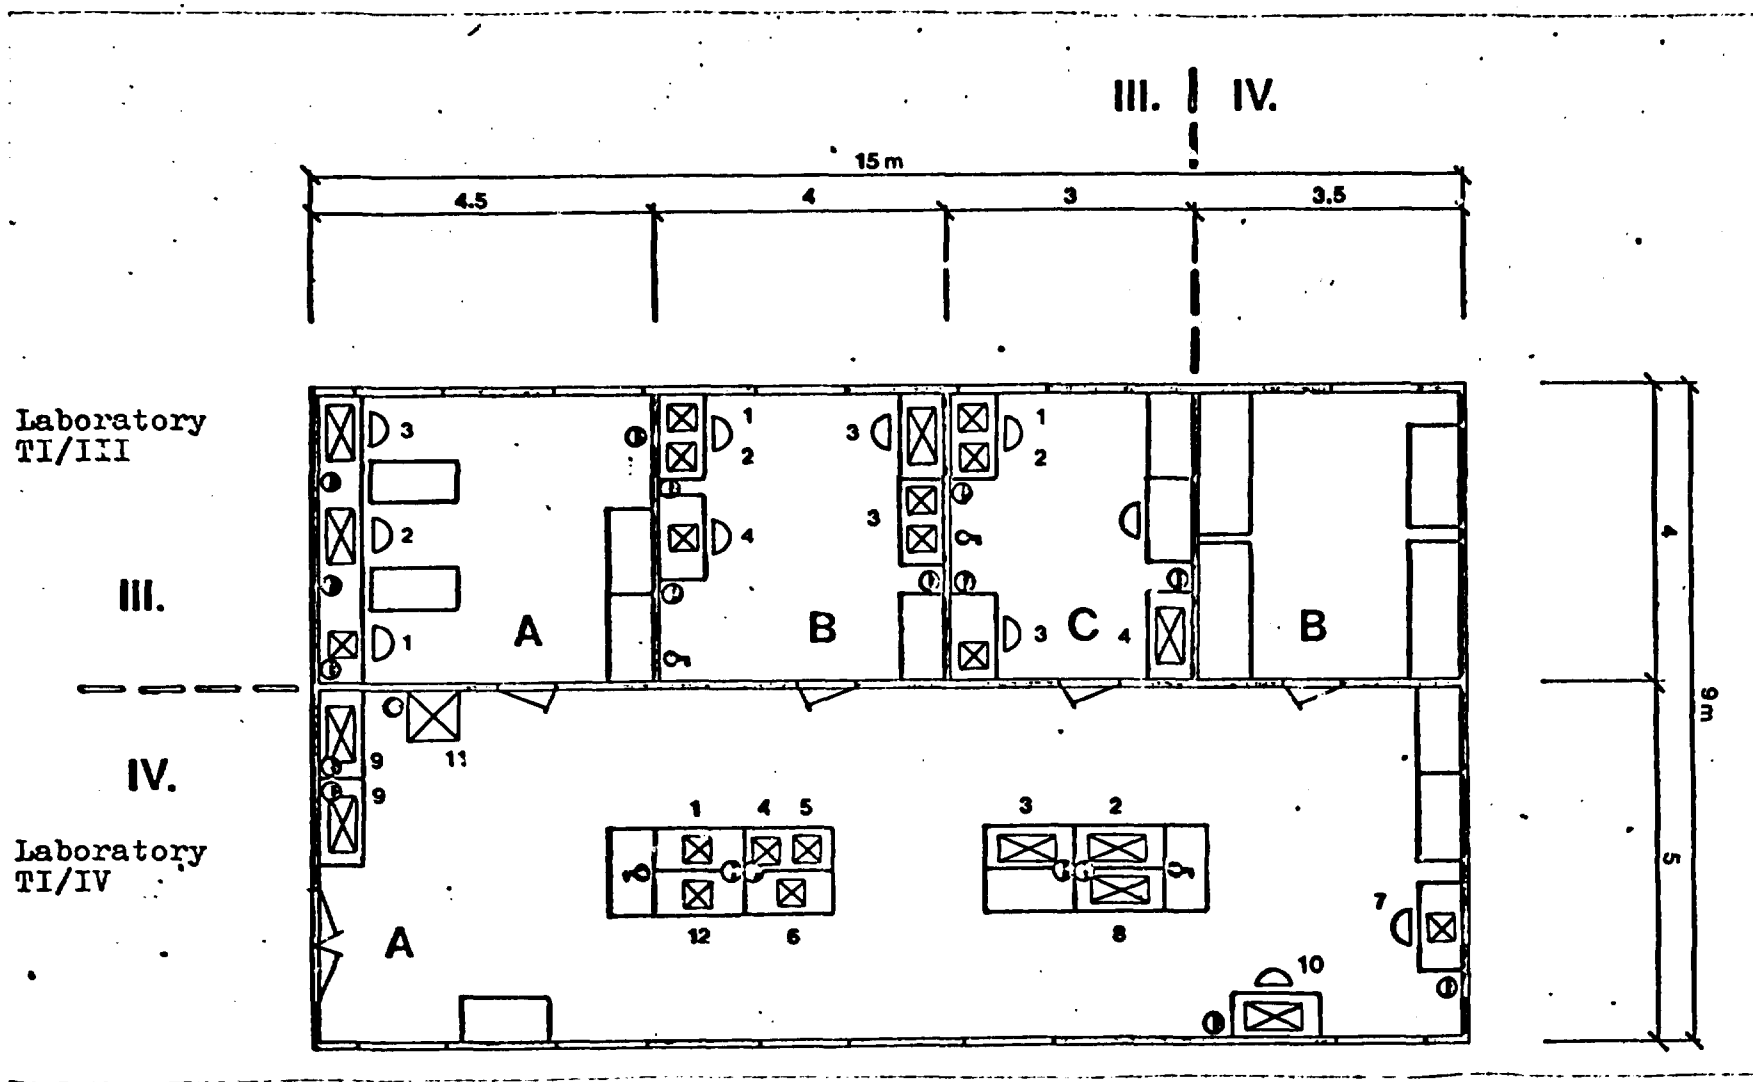 III. IV.
15 m
4.5 4 3 3.5
Laboratory
TI/III
3 1 3 1
2 2
2 4 3
III.
1 A B 3 C 4 B
4
9 m
IV.
9 11
9
1 4 5 3 2
Laboratory
TI/IV
5
7
A 12 6 8
10